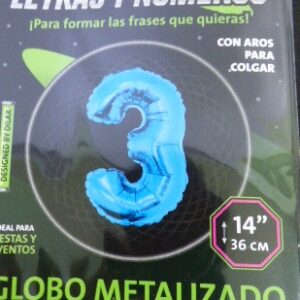 LETRAS Y NÚMEROS
¡Para formar las frases que quieras!
CON AROS
PARA
COLGAR
DESIGNED BY DILAX
3
14”
36 CM
IDEAL PARA
FIESTAS Y
EVENTOS
GLOBO METALIZADO